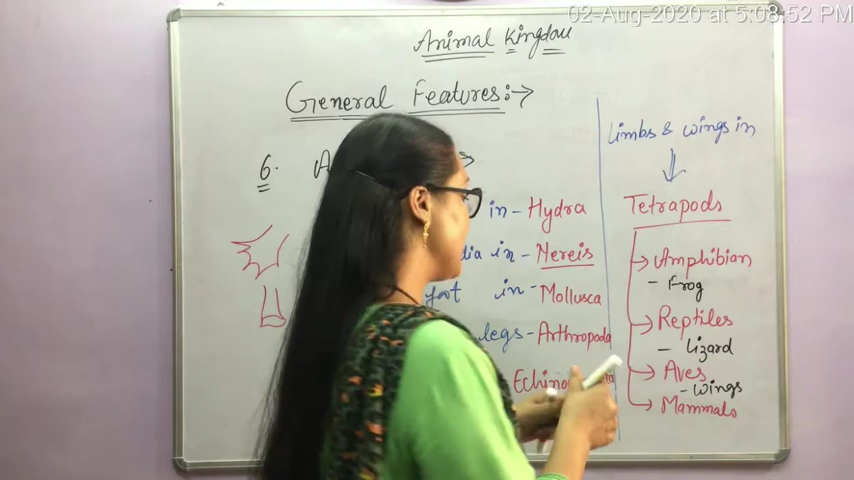 02-Aug-2020 at 5:08:52 PM
Animal Kingdom
General Features:→
6.
in - Hydra
in - Nereis
foot in - Mollusca
legs - Arthropoda
Limbs & wings in
Tetrapods
Amphibian
- Frog
Reptiles
- Lizard
Aves
- Wings
Mammals